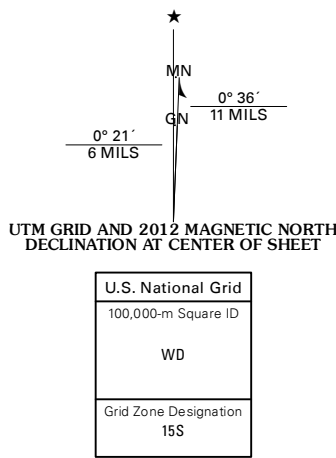 MN
0° 36´
11 MILS
GN
0° 21´
6 MILS
UTM GRID AND 2012 MAGNETIC NORTH
DECLINATION AT CENTER OF SHEET
U.S. National Grid
100,000-m Square ID
WD
Grid Zone Designation
15S